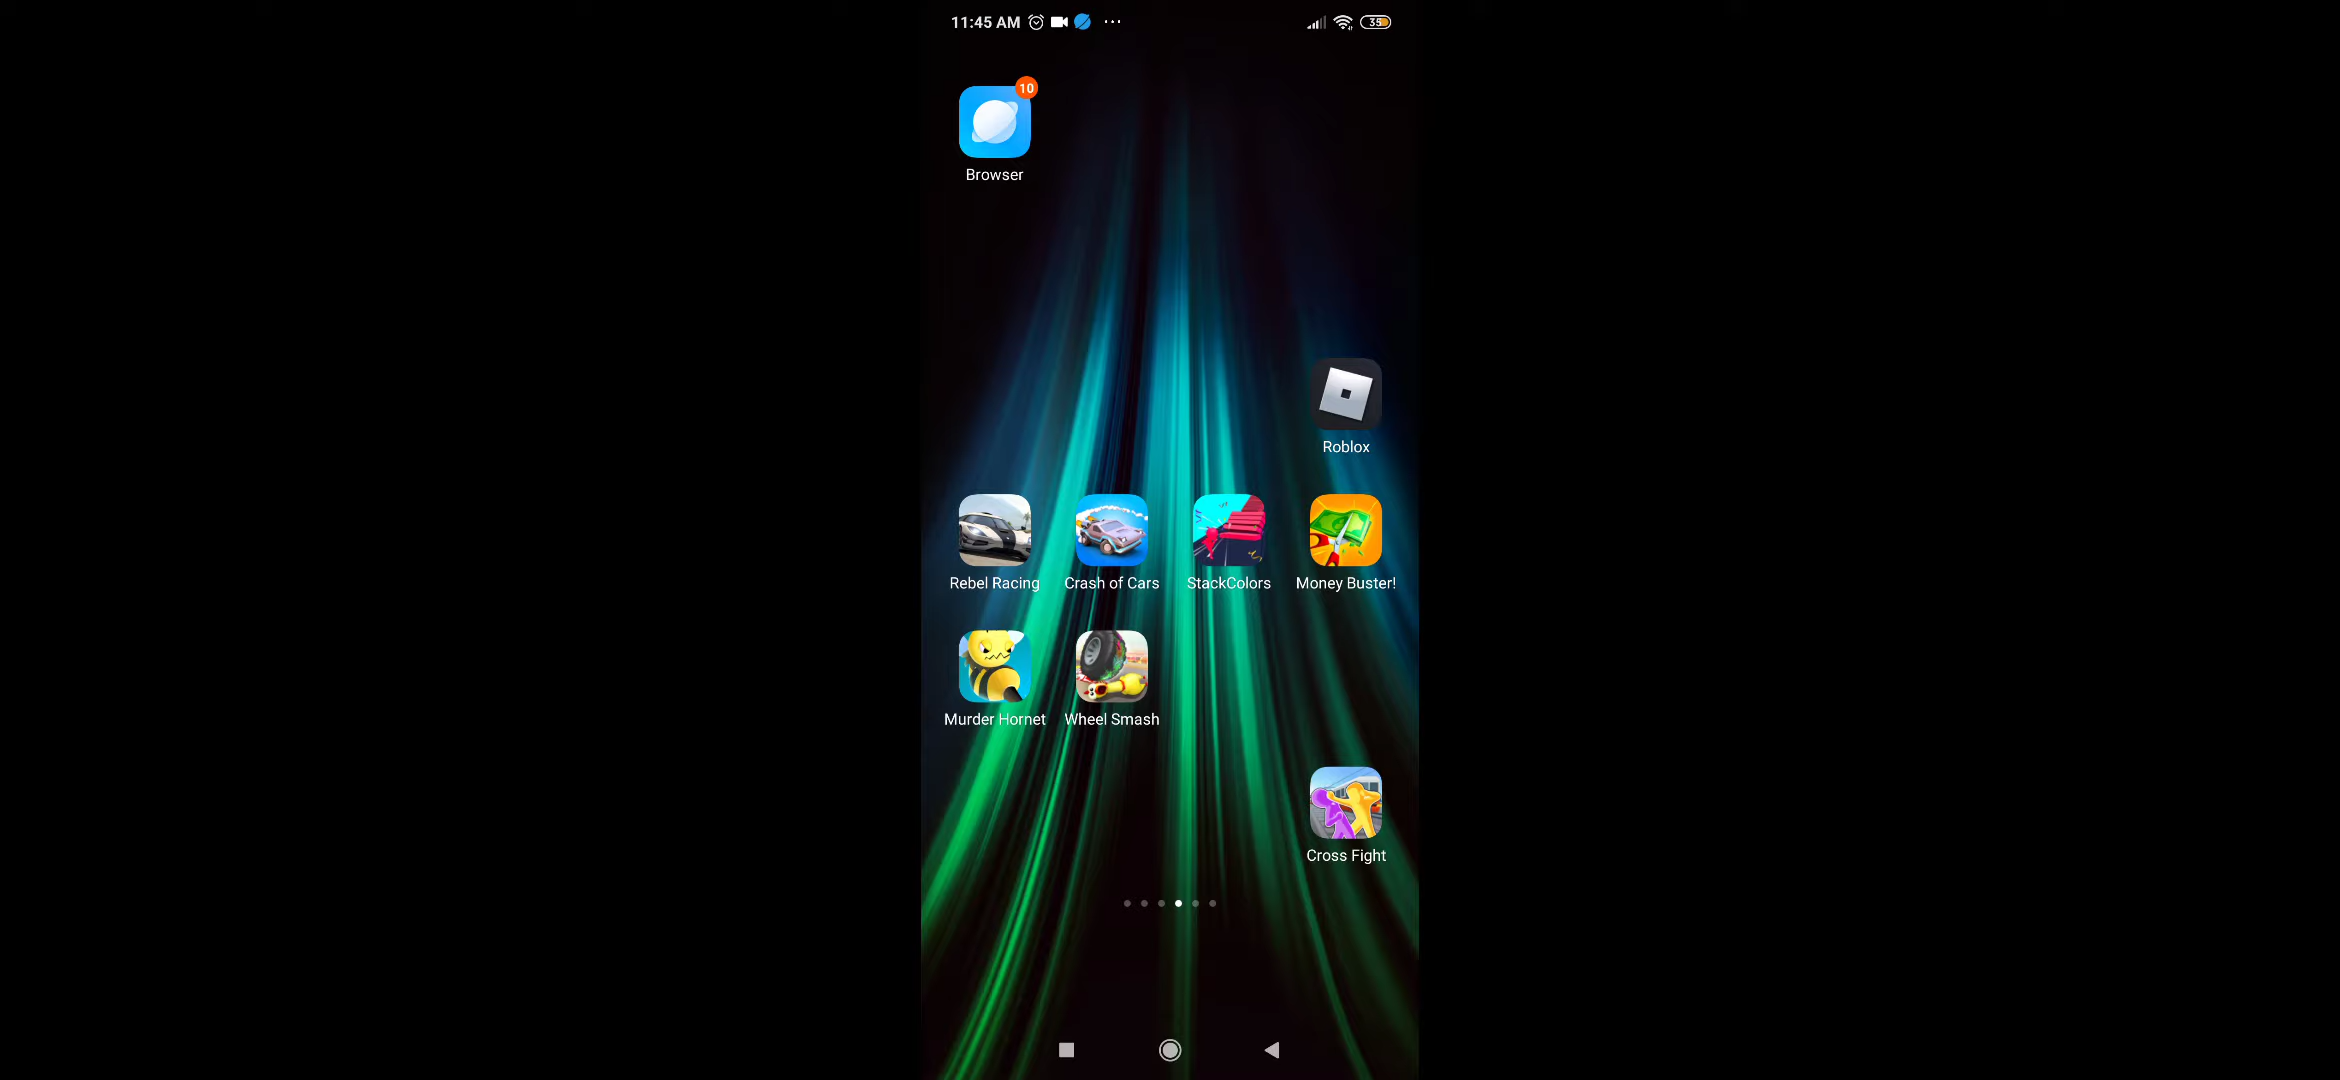 11:45 AM
35
10
Browser
Roblox
Rebel Racing
Crash of Cars
StackColors
Money Buster!
Murder Hornet
Wheel Smash
Cross Fight